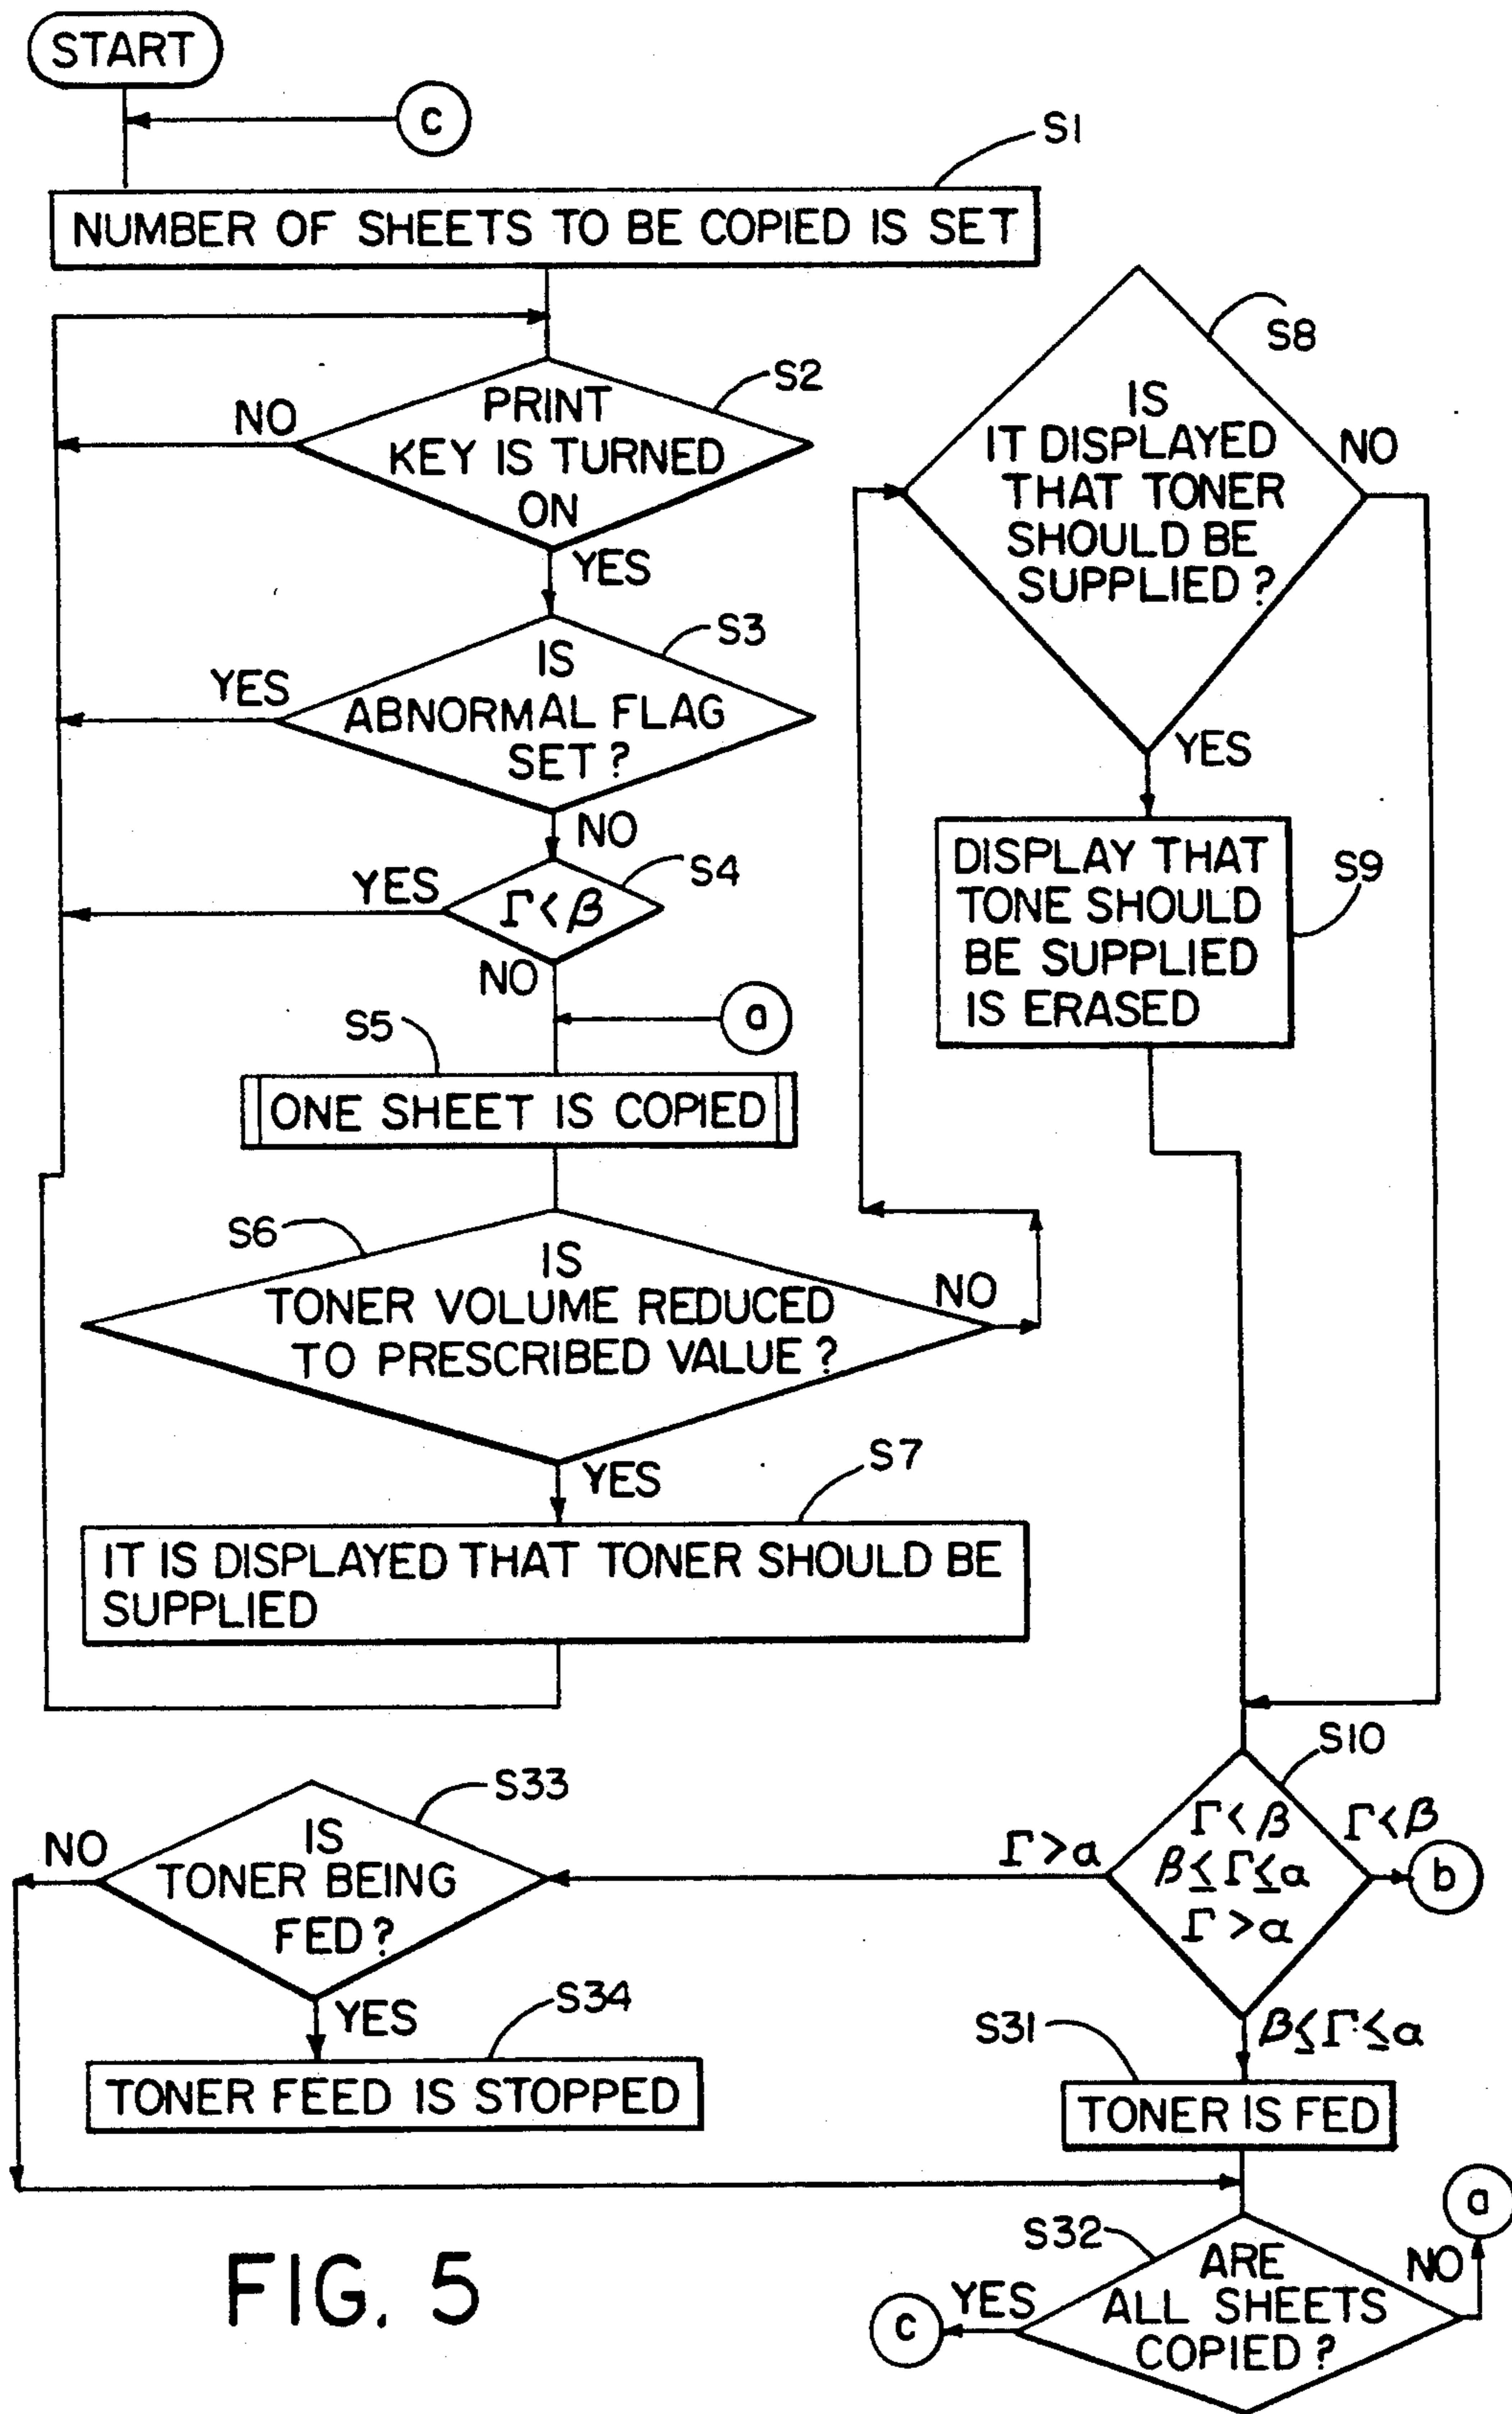 START
C
S1
NUMBER OF SHEETS TO BE COPIED IS SET
S2
PRINT
KEY IS TURNED
ON
NO
YES
S3
IS
ABNORMAL FLAG
SET?
YES
NO
S4
Γ<β
YES
NO
a
S5
ONE SHEET IS COPIED
S6
IS
TONER VOLUME REDUCED
TO PRESCRIBED VALUE?
NO
YES
S7
IT IS DISPLAYED THAT TONER SHOULD BE
SUPPLIED
S8
IS
IT DISPLAYED
THAT TONER
SHOULD BE
SUPPLIED?
NO
YES
S9
DISPLAY THAT
TONE SHOULD
BE SUPPLIED
IS ERASED
S10
Γ<β
β≤Γ≤α
Γ>α
Γ<β
b
Γ>α
β≤Γ≤α
S33
IS
TONER BEING
FED?
NO
YES
S34
TONER FEED IS STOPPED
S31
TONER IS FED
S32
ARE
ALL SHEETS
COPIED?
NO
a
YES
C
FIG. 5